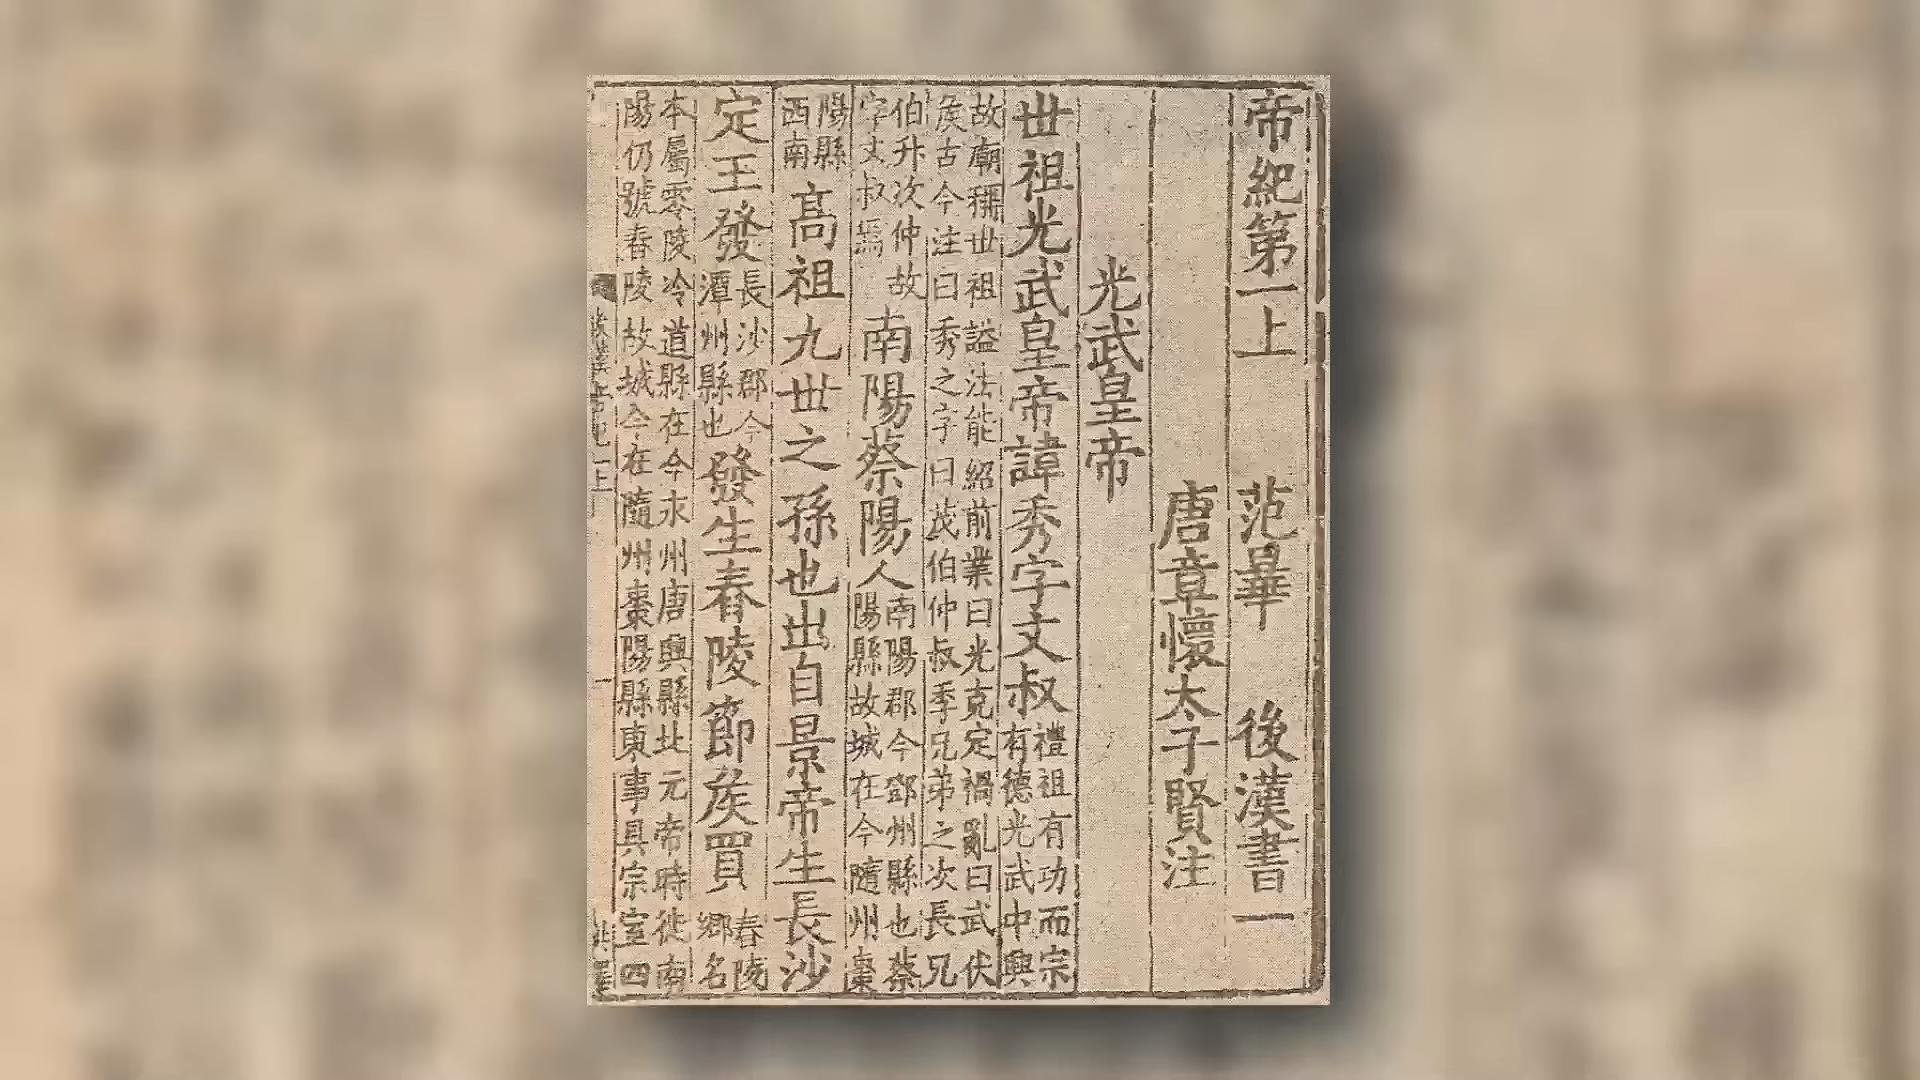 帝紀第一上 范曄 後漢書一
唐章懷太子賢注
光武皇帝
世祖光武皇帝諱秀字文叔
禮祖有功而宗
有德光武中興
故廟稱世祖謚法能紹前業曰光克定禍亂曰武伏
侯古今注曰秀之字曰茂伯仲叔季兄弟之次長兄
伯升次仲故
字文叔焉
南陽蔡陽人
南陽郡今鄧州縣也蔡
陽縣故城在今隨州棗
陽縣
西南
高祖九世之孫也出自景帝生長沙
定王發
長沙郡今
潭州縣也
發生舂陵節侯買
舂陵
鄉名
本屬零陵冷道縣在今永州唐興縣北元帝時徙南
陽仍號舂陵故城今在隨州棗陽縣東事具宗室四